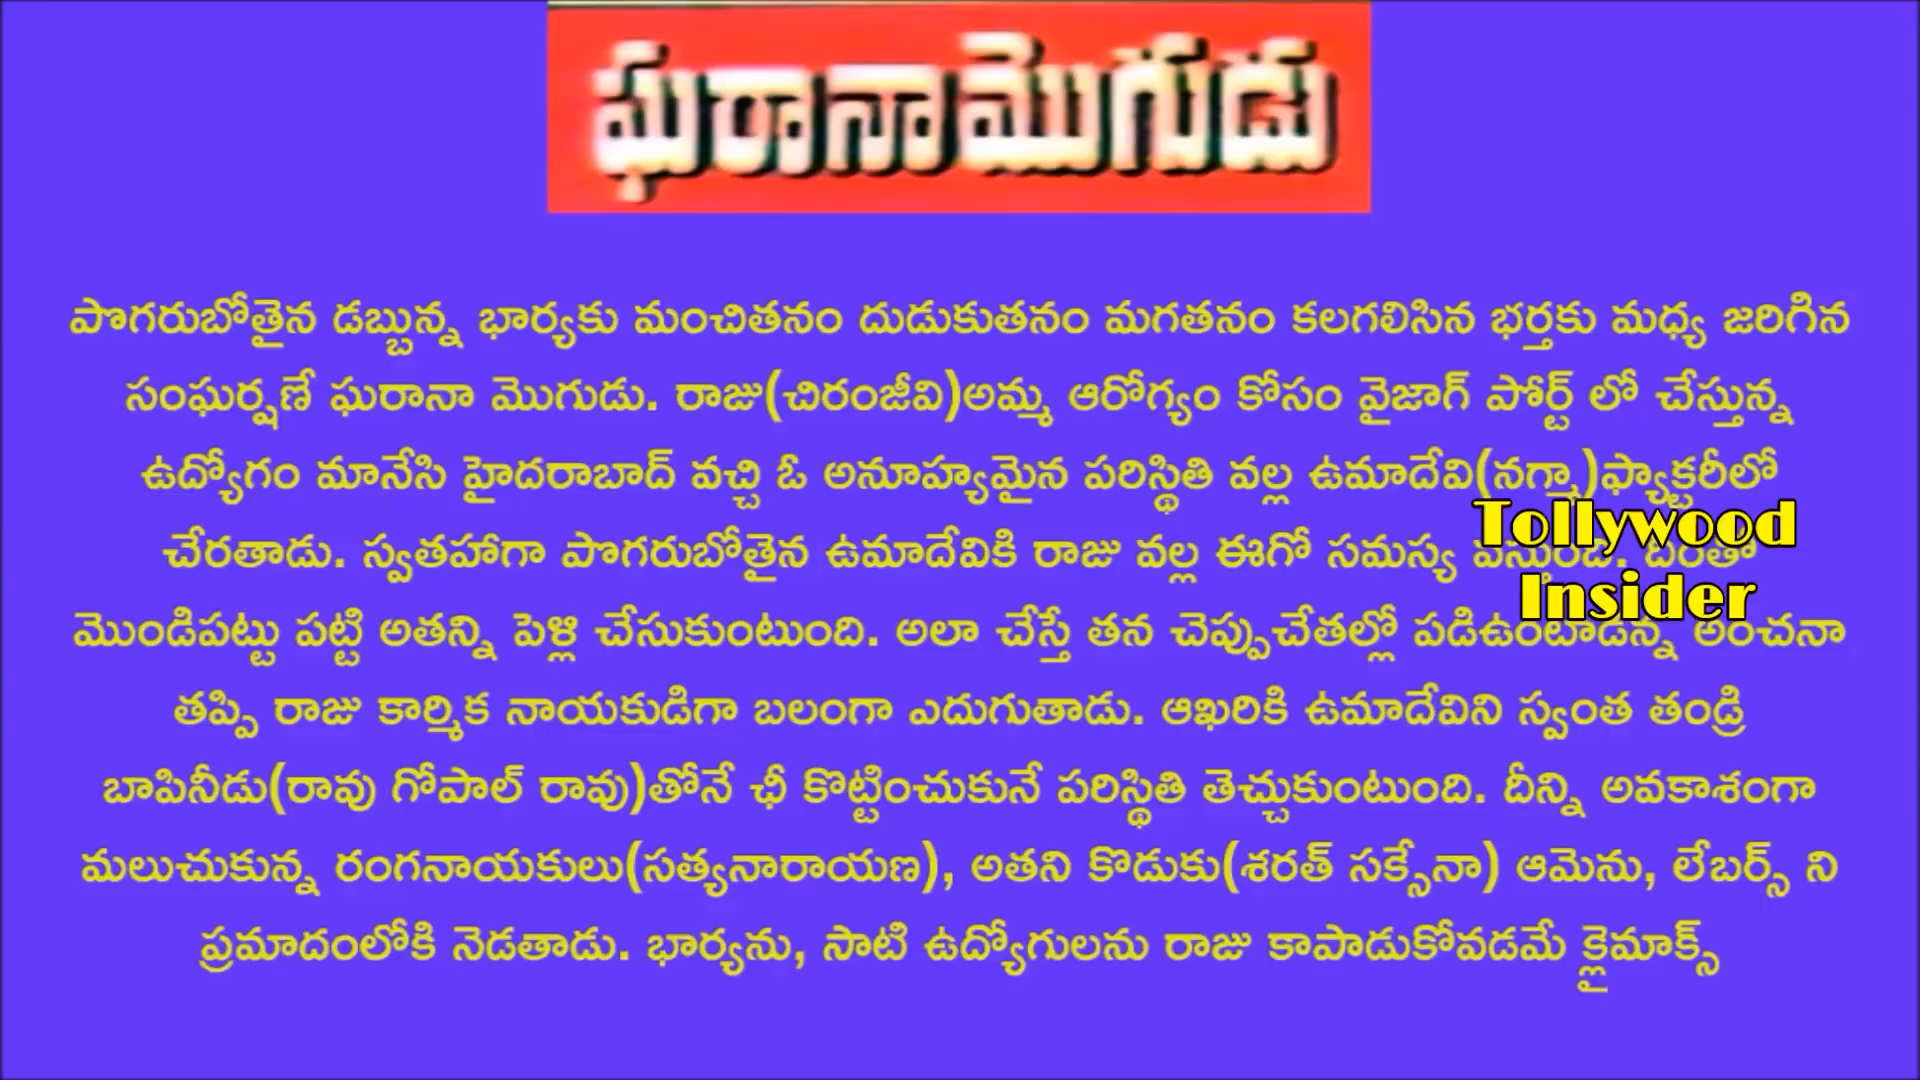 ఘరానామొగుడు
పొగరుబోతైన డబ్బున్న భార్యకు మంచితనం దుడుకుతనం మగతనం కలగలిసిన భర్తకు మధ్య జరిగిన
సంఘర్షణే ఘరానా మొగుడు. రాజు(చిరంజీవి)అమ్మ ఆరోగ్యం కోసం వైజాగ్ పోర్ట్ లో చేస్తున్న
ఉద్యోగం మానేసి హైదరాబాద్ వచ్చి ఓ అనూహ్యమైన పరిస్థితి వల్ల ఉమాదేవి(నగ్మా)ఫ్యాక్టరీలో
చేరతాడు. స్వతహాగా పొగరుబోతైన ఉమాదేవికి రాజు వల్ల ఈగో సమస్య
Tollywood
Insider
మొండిపట్టు పట్టి అతన్ని పెళ్లి చేసుకుంటుంది. అలా చేస్తే తన చెప్పుచేతల్లో పడిఉంటాడన్న అంచనా
తప్పి రాజు కార్మిక నాయకుడిగా బలంగా ఎదుగుతాడు. ఆఖరికి ఉమాదేవిని స్వంత తండ్రి
బాపినీడు(రావు గోపాల్ రావు)తోనే ఛీ కొట్టించుకునే పరిస్థితి తెచ్చుకుంటుంది. దీన్ని అవకాశంగా
మలుచుకున్న రంగనాయకులు(సత్యనారాయణ), అతని కొడుకు(శరత్ సక్సేనా) ఆమెను, లేబర్స్ ని
ప్రమాదంలోకి నెడతాడు. భార్యను, సాటి ఉద్యోగులను రాజు కాపాడుకోవడమే క్లైమాక్స్